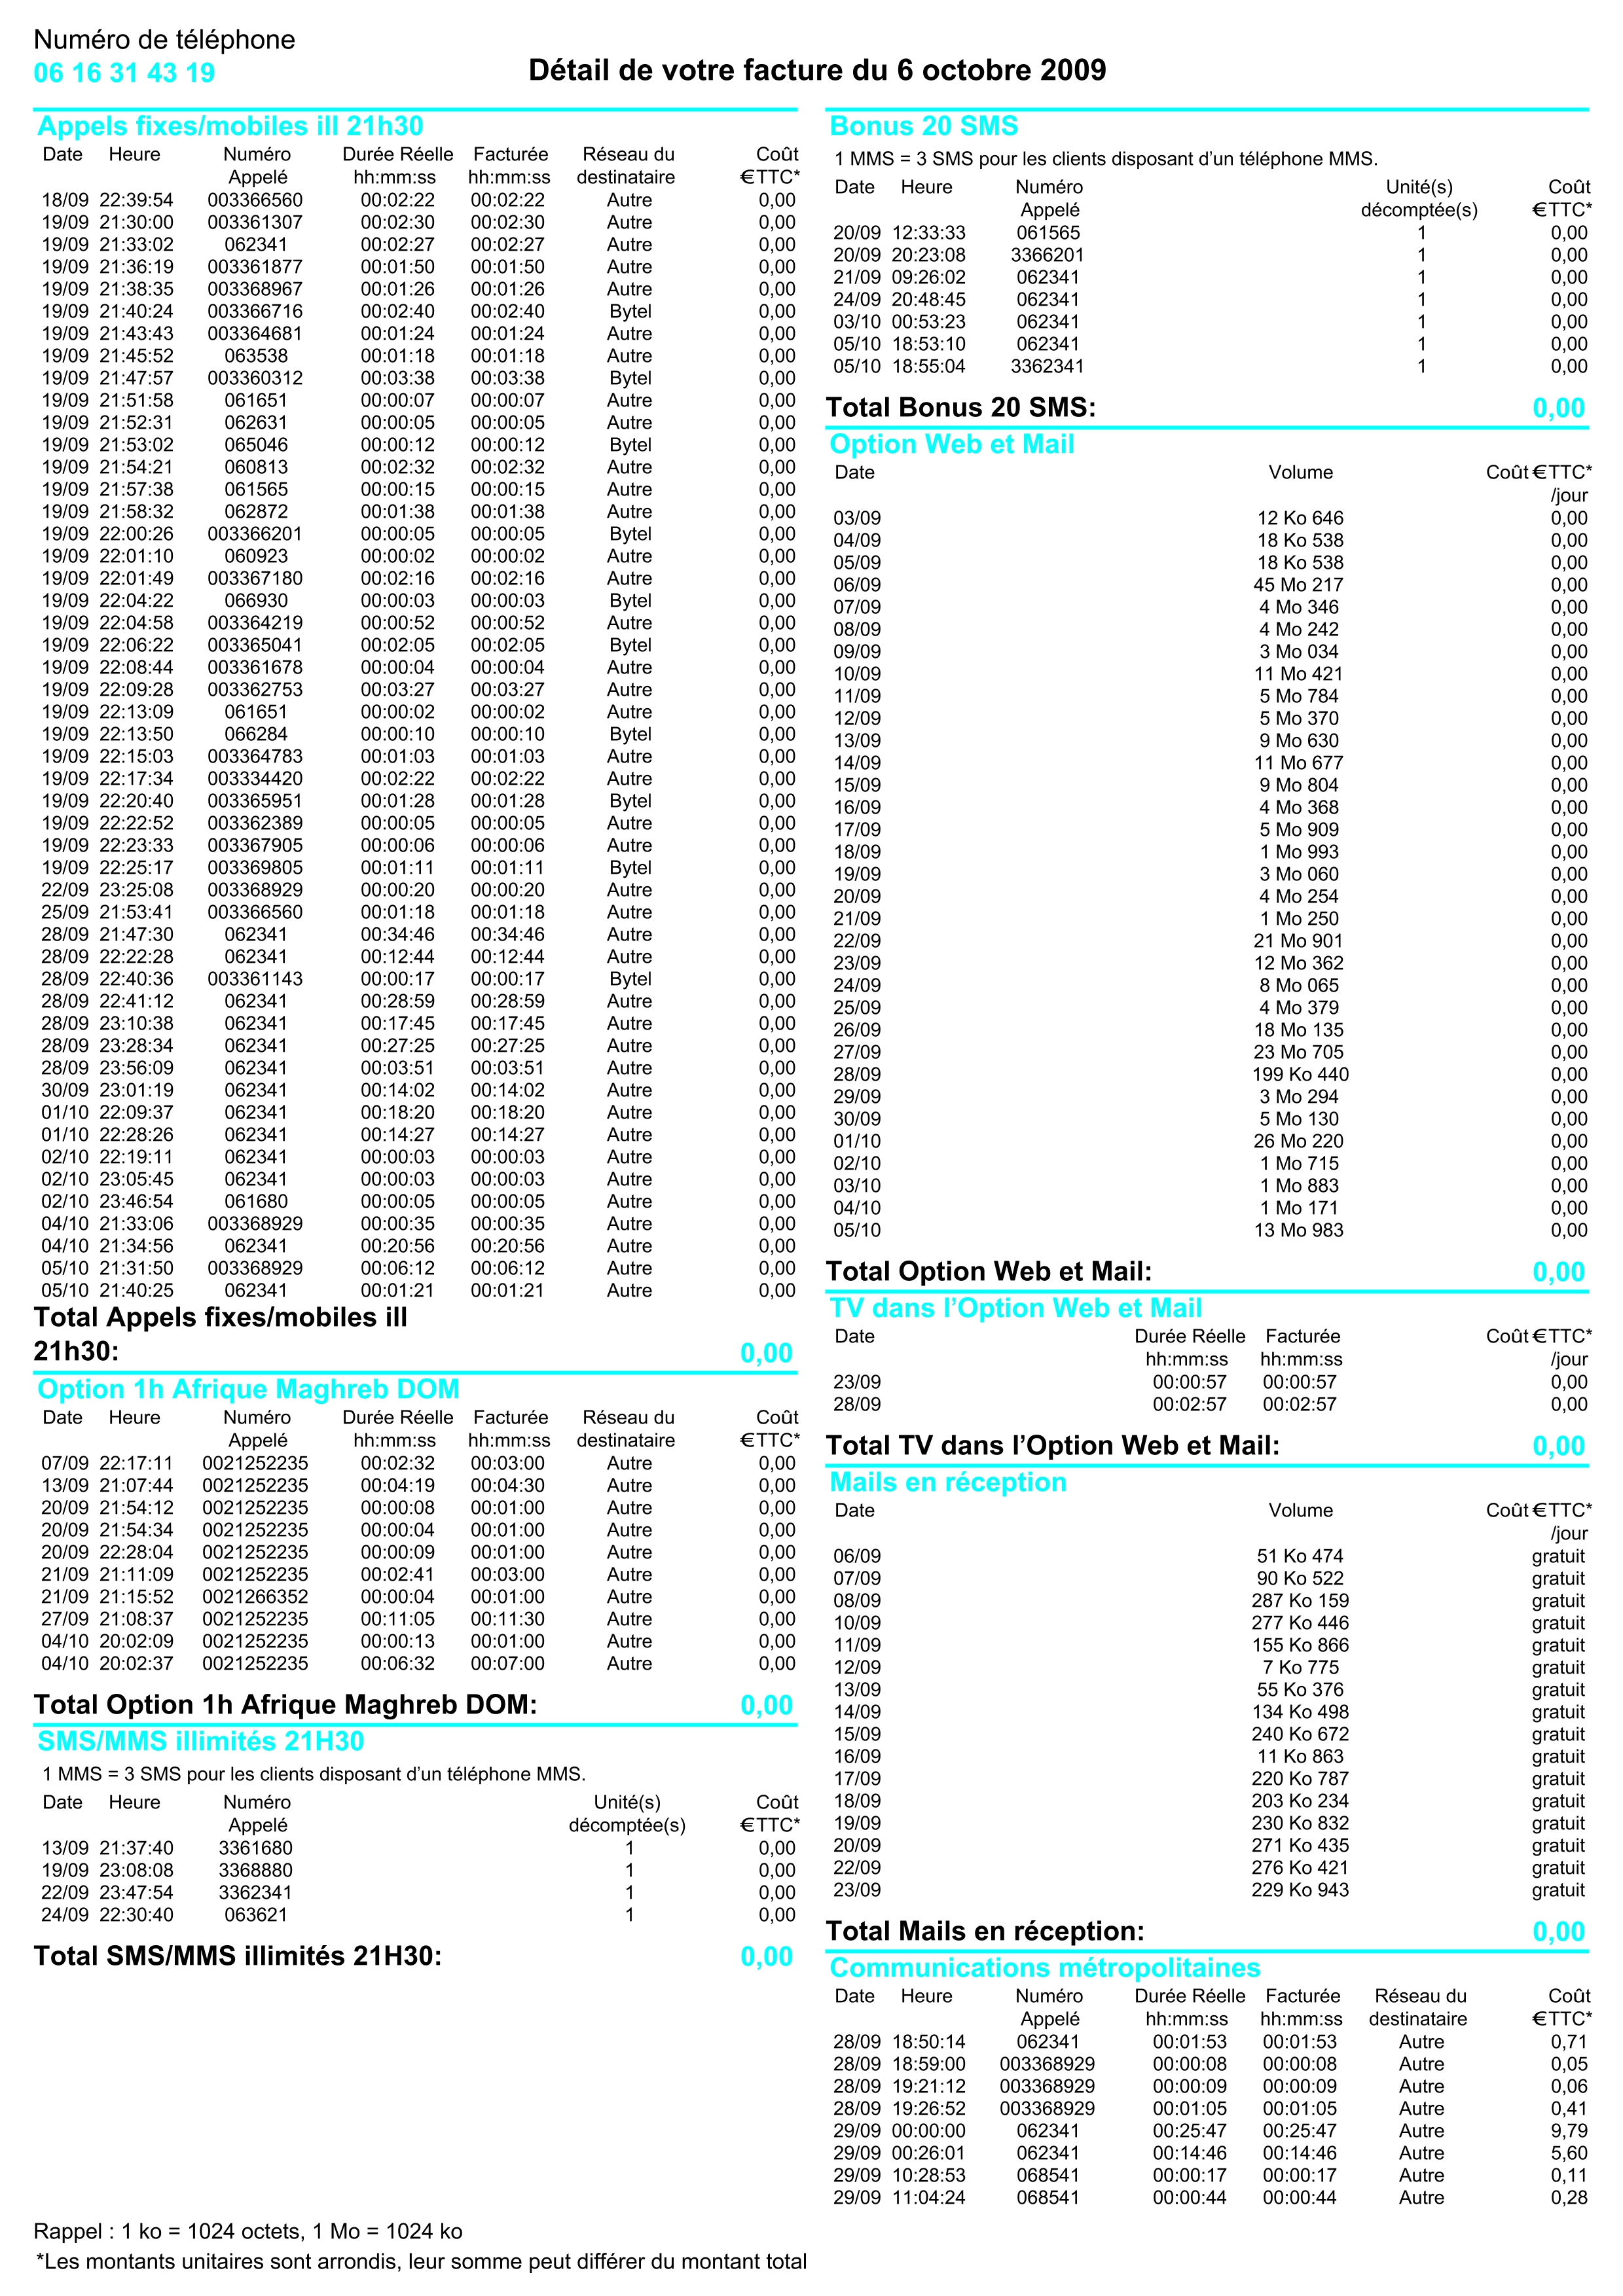 Numéro de téléphone
06 16 31 43 19
Détail de votre facture du 6 octobre 2009
Appels fixes/mobiles ill 21h30
Date Heure Numéro Durée Réelle Facturée Réseau du Coût
Appelé hh:mm:ss hh:mm:ss destinataire €TTC*
18/09 22:39:54 003366560 00:02:22 00:02:22 Autre 0,00
19/09 21:30:00 003361307 00:02:30 00:02:30 Autre 0,00
19/09 21:33:02 062341 00:02:27 00:02:27 Autre 0,00
19/09 21:36:19 003361877 00:01:50 00:01:50 Autre 0,00
19/09 21:38:35 003368967 00:01:26 00:01:26 Autre 0,00
19/09 21:40:24 003366716 00:02:40 00:02:40 Bytel 0,00
19/09 21:43:43 003364681 00:01:24 00:01:24 Autre 0,00
19/09 21:45:52 063538 00:01:18 00:01:18 Autre 0,00
19/09 21:47:57 003360312 00:03:38 00:03:38 Bytel 0,00
19/09 21:51:58 061651 00:00:07 00:00:07 Autre 0,00
19/09 21:52:31 062631 00:00:05 00:00:05 Autre 0,00
19/09 21:53:02 065046 00:00:12 00:00:12 Bytel 0,00
19/09 21:54:21 060813 00:02:32 00:02:32 Autre 0,00
19/09 21:57:38 061565 00:00:15 00:00:15 Autre 0,00
19/09 21:58:32 062872 00:01:38 00:01:38 Autre 0,00
19/09 22:00:26 003366201 00:00:05 00:00:05 Bytel 0,00
19/09 22:01:10 060923 00:00:02 00:00:02 Autre 0,00
19/09 22:01:49 003367180 00:02:16 00:02:16 Autre 0,00
19/09 22:04:22 066930 00:00:03 00:00:03 Bytel 0,00
19/09 22:04:58 003364219 00:00:52 00:00:52 Autre 0,00
19/09 22:06:22 003365041 00:02:05 00:02:05 Bytel 0,00
19/09 22:08:44 003361678 00:00:04 00:00:04 Autre 0,00
19/09 22:09:28 003362753 00:03:27 00:03:27 Autre 0,00
19/09 22:13:09 061651 00:00:02 00:00:02 Autre 0,00
19/09 22:13:50 066284 00:00:10 00:00:10 Bytel 0,00
19/09 22:15:03 003364783 00:01:03 00:01:03 Autre 0,00
19/09 22:17:34 003334420 00:02:22 00:02:22 Autre 0,00
19/09 22:20:40 003365951 00:01:28 00:01:28 Bytel 0,00
19/09 22:22:52 003362389 00:00:05 00:00:05 Autre 0,00
19/09 22:23:33 003367905 00:00:06 00:00:06 Autre 0,00
19/09 22:25:17 003369805 00:01:11 00:01:11 Bytel 0,00
22/09 23:25:08 003368929 00:00:20 00:00:20 Autre 0,00
25/09 21:53:41 003366560 00:01:18 00:01:18 Autre 0,00
28/09 21:47:30 062341 00:34:46 00:34:46 Autre 0,00
28/09 22:22:28 062341 00:12:44 00:12:44 Autre 0,00
28/09 22:40:36 003361143 00:00:17 00:00:17 Bytel 0,00
28/09 22:41:12 062341 00:28:59 00:28:59 Autre 0,00
28/09 23:10:38 062341 00:17:45 00:17:45 Autre 0,00
28/09 23:28:34 062341 00:27:25 00:27:25 Autre 0,00
28/09 23:56:09 062341 00:03:51 00:03:51 Autre 0,00
30/09 23:01:19 062341 00:14:02 00:14:02 Autre 0,00
01/10 22:09:37 062341 00:18:20 00:18:20 Autre 0,00
01/10 22:28:26 062341 00:14:27 00:14:27 Autre 0,00
02/10 22:19:11 062341 00:00:03 00:00:03 Autre 0,00
02/10 23:05:45 062341 00:00:03 00:00:03 Autre 0,00
02/10 23:46:54 061680 00:00:05 00:00:05 Autre 0,00
04/10 21:33:06 003368929 00:00:35 00:00:35 Autre 0,00
04/10 21:34:56 062341 00:20:56 00:20:56 Autre 0,00
05/10 21:31:50 003368929 00:06:12 00:06:12 Autre 0,00
05/10 21:40:25 062341 00:01:21 00:01:21 Autre 0,00
Total Appels fixes/mobiles ill
21h30: 0,00
Option 1h Afrique Maghreb DOM
Date Heure Numéro Durée Réelle Facturée Réseau du Coût
Appelé hh:mm:ss hh:mm:ss destinataire €TTC*
07/09 22:17:11 0021252235 00:02:32 00:03:00 Autre 0,00
13/09 21:07:44 0021252235 00:04:19 00:04:30 Autre 0,00
20/09 21:54:12 0021252235 00:00:08 00:01:00 Autre 0,00
20/09 21:54:34 0021252235 00:00:04 00:01:00 Autre 0,00
20/09 22:28:04 0021252235 00:00:09 00:01:00 Autre 0,00
21/09 21:11:09 0021252235 00:02:41 00:03:00 Autre 0,00
21/09 21:15:52 0021266352 00:00:04 00:01:00 Autre 0,00
27/09 21:08:37 0021252235 00:11:05 00:11:30 Autre 0,00
04/10 20:02:09 0021252235 00:00:13 00:01:00 Autre 0,00
04/10 20:02:37 0021252235 00:06:32 00:07:00 Autre 0,00
Total Option 1h Afrique Maghreb DOM: 0,00
SMS/MMS illimités 21H30
1 MMS = 3 SMS pour les clients disposant d'un téléphone MMS.
Date Heure Numéro Unité(s) Coût
Appelé décomptée(s) €TTC*
13/09 21:37:40 3361680 1 0,00
19/09 23:08:08 3368880 1 0,00
22/09 23:47:54 3362341 1 0,00
24/09 22:30:40 063621 1 0,00
Total SMS/MMS illimités 21H30: 0,00
Bonus 20 SMS
1 MMS = 3 SMS pour les clients disposant d'un téléphone MMS.
Date Heure Numéro Unité(s) Coût
Appelé décomptée(s) €TTC*
20/09 12:33:33 061565 1 0,00
20/09 20:23:08 3366201 1 0,00
21/09 09:26:02 062341 1 0,00
24/09 20:48:45 062341 1 0,00
03/10 00:53:23 062341 1 0,00
05/10 18:53:10 062341 1 0,00
05/10 18:55:04 3362341 1 0,00
Total Bonus 20 SMS: 0,00
Option Web et Mail
Date Volume Coût €TTC*
/jour
03/09 12 Ko 646 0,00
04/09 18 Ko 538 0,00
05/09 18 Ko 538 0,00
06/09 45 Mo 217 0,00
07/09 4 Mo 346 0,00
08/09 4 Mo 242 0,00
09/09 3 Mo 034 0,00
10/09 11 Mo 421 0,00
11/09 5 Mo 784 0,00
12/09 5 Mo 370 0,00
13/09 9 Mo 630 0,00
14/09 11 Mo 677 0,00
15/09 9 Mo 804 0,00
16/09 4 Mo 368 0,00
17/09 5 Mo 909 0,00
18/09 1 Mo 993 0,00
19/09 3 Mo 060 0,00
20/09 4 Mo 254 0,00
21/09 1 Mo 250 0,00
22/09 21 Mo 901 0,00
23/09 12 Mo 362 0,00
24/09 8 Mo 065 0,00
25/09 4 Mo 379 0,00
26/09 18 Mo 135 0,00
27/09 23 Mo 705 0,00
28/09 199 Ko 440 0,00
29/09 3 Mo 294 0,00
30/09 5 Mo 130 0,00
01/10 26 Mo 220 0,00
02/10 1 Mo 715 0,00
03/10 1 Mo 883 0,00
04/10 1 Mo 171 0,00
05/10 13 Mo 983 0,00
Total Option Web et Mail: 0,00
TV dans l'Option Web et Mail
Date Durée Réelle Facturée Coût €TTC*
hh:mm:ss hh:mm:ss /jour
23/09 00:00:57 00:00:57 0,00
28/09 00:02:57 00:02:57 0,00
Total TV dans l'Option Web et Mail: 0,00
Mails en réception
Date Volume Coût €TTC*
/jour
06/09 51 Ko 474 gratuit
07/09 90 Ko 522 gratuit
08/09 287 Ko 159 gratuit
10/09 277 Ko 446 gratuit
11/09 155 Ko 866 gratuit
12/09 7 Ko 775 gratuit
13/09 55 Ko 376 gratuit
14/09 134 Ko 498 gratuit
15/09 240 Ko 672 gratuit
16/09 11 Ko 863 gratuit
17/09 220 Ko 787 gratuit
18/09 203 Ko 234 gratuit
19/09 230 Ko 832 gratuit
20/09 271 Ko 435 gratuit
22/09 276 Ko 421 gratuit
23/09 229 Ko 943 gratuit
Total Mails en réception: 0,00
Communications métropolitaines
Date Heure Numéro Durée Réelle Facturée Réseau du Coût
Appelé hh:mm:ss hh:mm:ss destinataire €TTC*
28/09 18:50:14 062341 00:01:53 00:01:53 Autre 0,71
28/09 18:59:00 003368929 00:00:08 00:00:08 Autre 0,05
28/09 19:21:12 003368929 00:00:09 00:00:09 Autre 0,06
28/09 19:26:52 003368929 00:01:05 00:01:05 Autre 0,41
29/09 00:00:00 062341 00:25:47 00:25:47 Autre 9,79
29/09 00:26:01 062341 00:14:46 00:14:46 Autre 5,60
29/09 10:28:53 068541 00:00:17 00:00:17 Autre 0,11
29/09 11:04:24 068541 00:00:44 00:00:44 Autre 0,28
Rappel : 1 ko = 1024 octets, 1 Mo = 1024 ko
*Les montants unitaires sont arrondis, leur somme peut différer du montant total